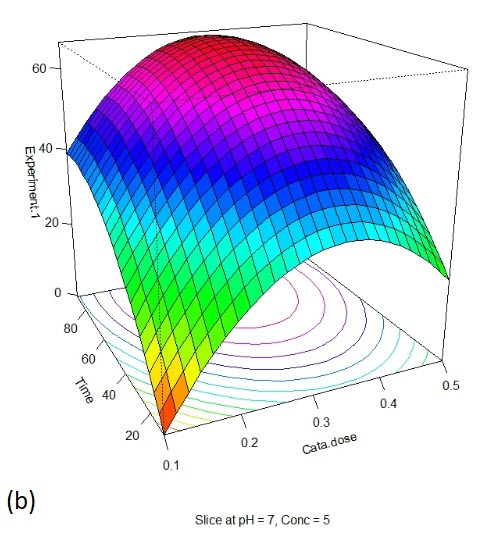 60
40
20
0
Experiment.1
80
60
40
20
Time
0.1
0.2
0.3
0.4
0.5
Cata.dose
(b)
Slice at pH = 7, Conc = 5